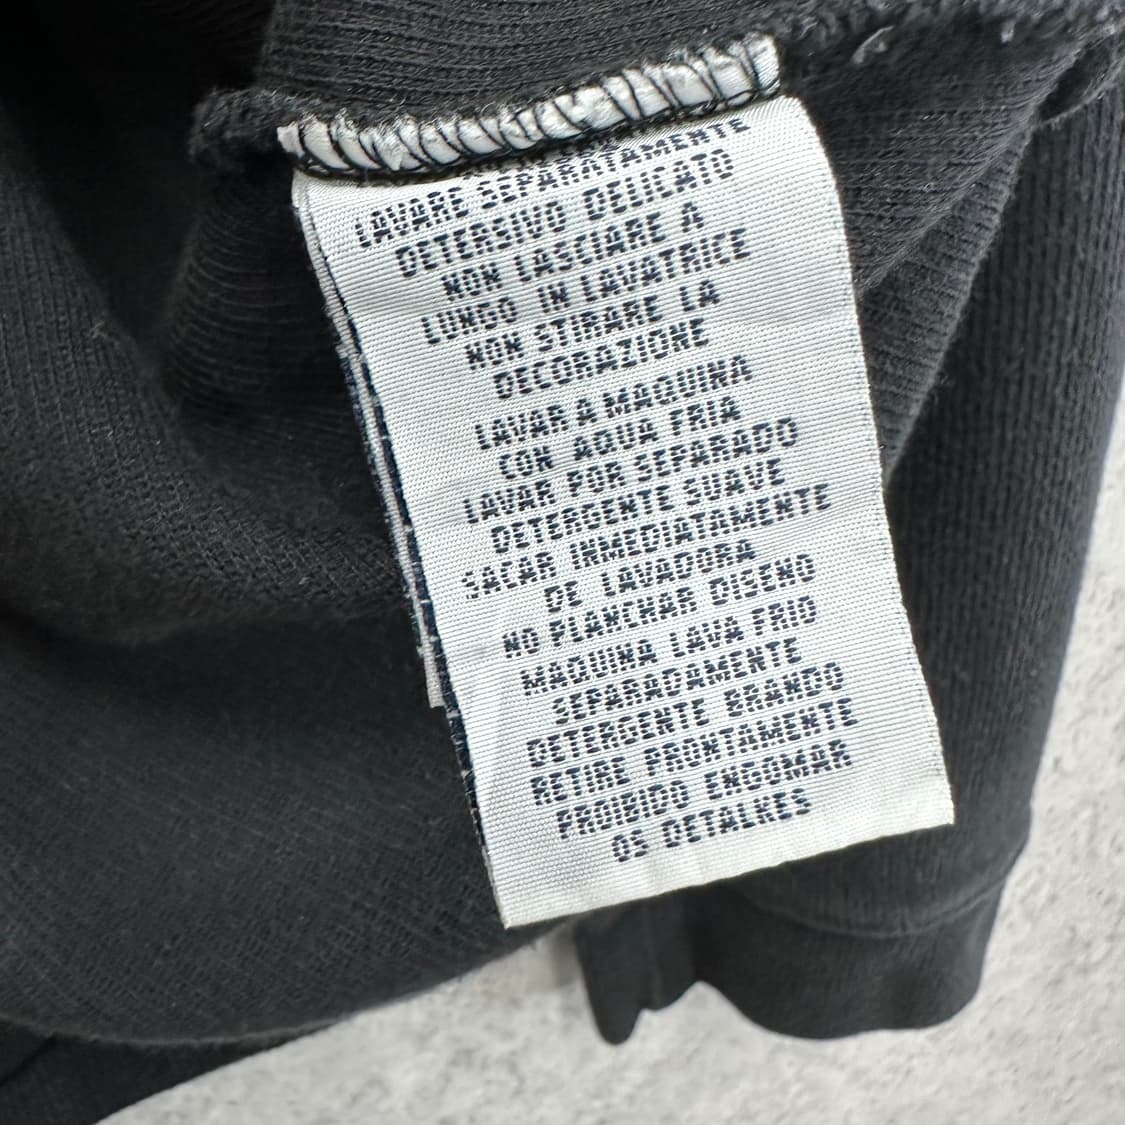 LAVARE SEPARATAMENTE
DETERSIVO DELICATO
NON LASCIARE A
LUNGO IN LAVATRICE
NON STIRARE LA
DECORAZIONE
LAVAR A MAQUINA
CON AQUA FRIA
LAVAR POR SEPARADO
DETERGENTE SUAVE
SACAR INMEDIATAMENTE
DE LAVADORA
NO PLANCHAR DISENO
MAQUINA LAVA FRIO
SEPARADAMENTE
DETERGENTE BRANDO
RETIRE PRONTAMENTE
PROIBIDO ENGOMAR
OS DETALKES